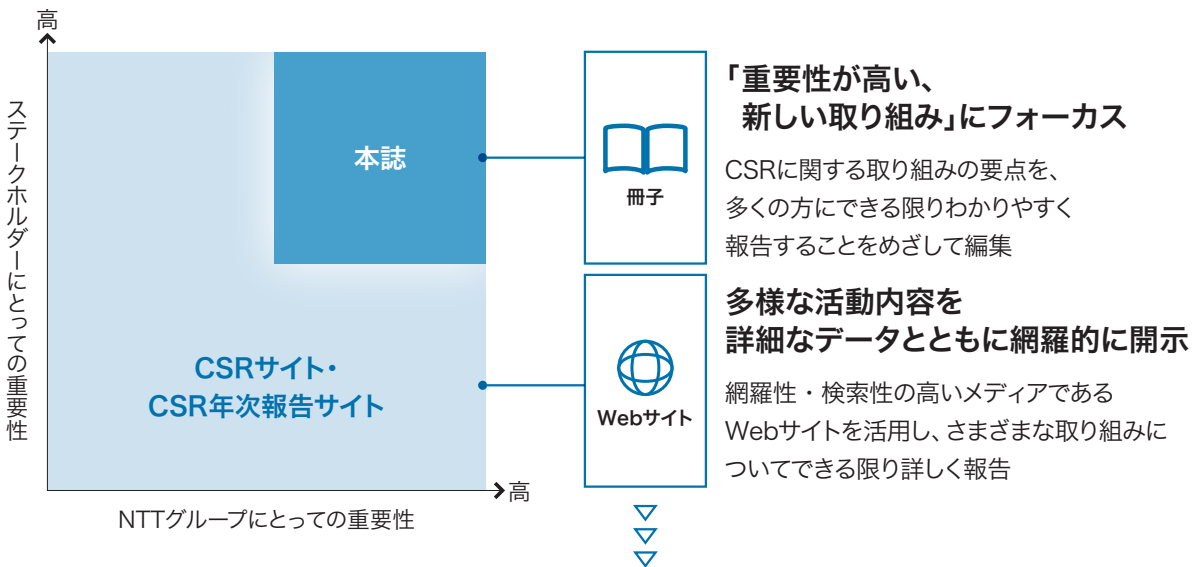 高
ステークホルダーにとっての重要性
本誌
CSRサイト・
CSR年次報告サイト
高
NTTグループにとっての重要性
冊子
「重要性が高い、
新しい取り組み」にフォーカス
CSRに関する取り組みの要点を、
多くの方にできる限りわかりやすく
報告することをめざして編集
Webサイト
多様な活動内容を
詳細なデータとともに網羅的に開示
網羅性・検索性の高いメディアである
Webサイトを活用し、さまざまな取り組みに
ついてできる限り詳しく報告